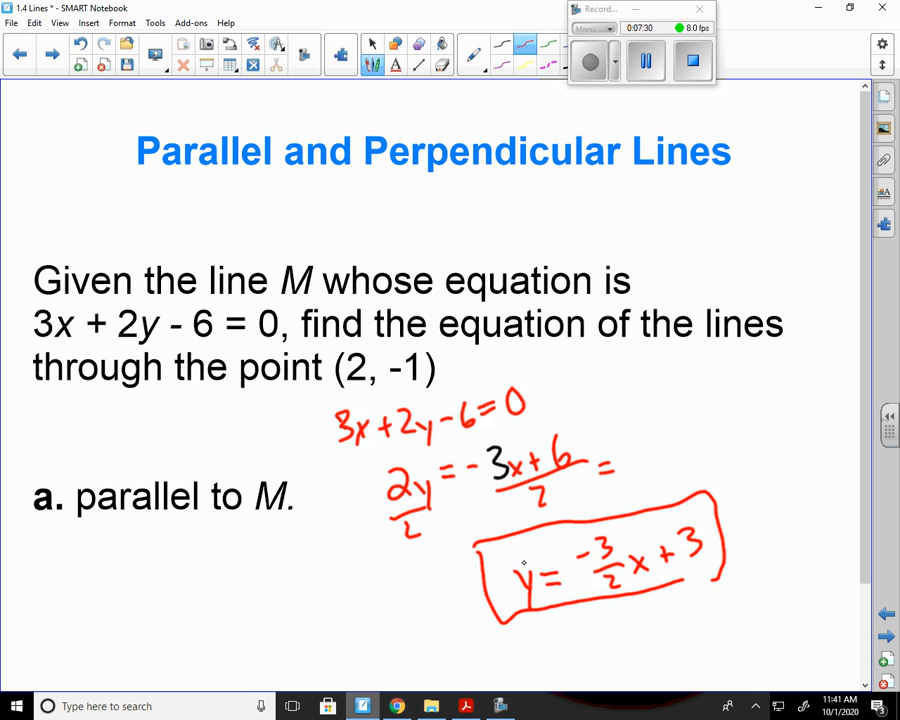 1.4 Lines * - SMART Notebook
File Edit View Insert Format Tools Add-ons Help
Record...
Menu
0:07:30
8.0 fps
Parallel and Perpendicular Lines
Given the line M whose equation is
3x + 2y - 6 = 0, find the equation of the lines
through the point (2, -1)
3x + 2y - 6 = 0
2y/2 = -3x + 6/2 =
a. parallel to M.
y = -3/2 x + 3
Type here to search
11:41 AM
10/1/2020
3